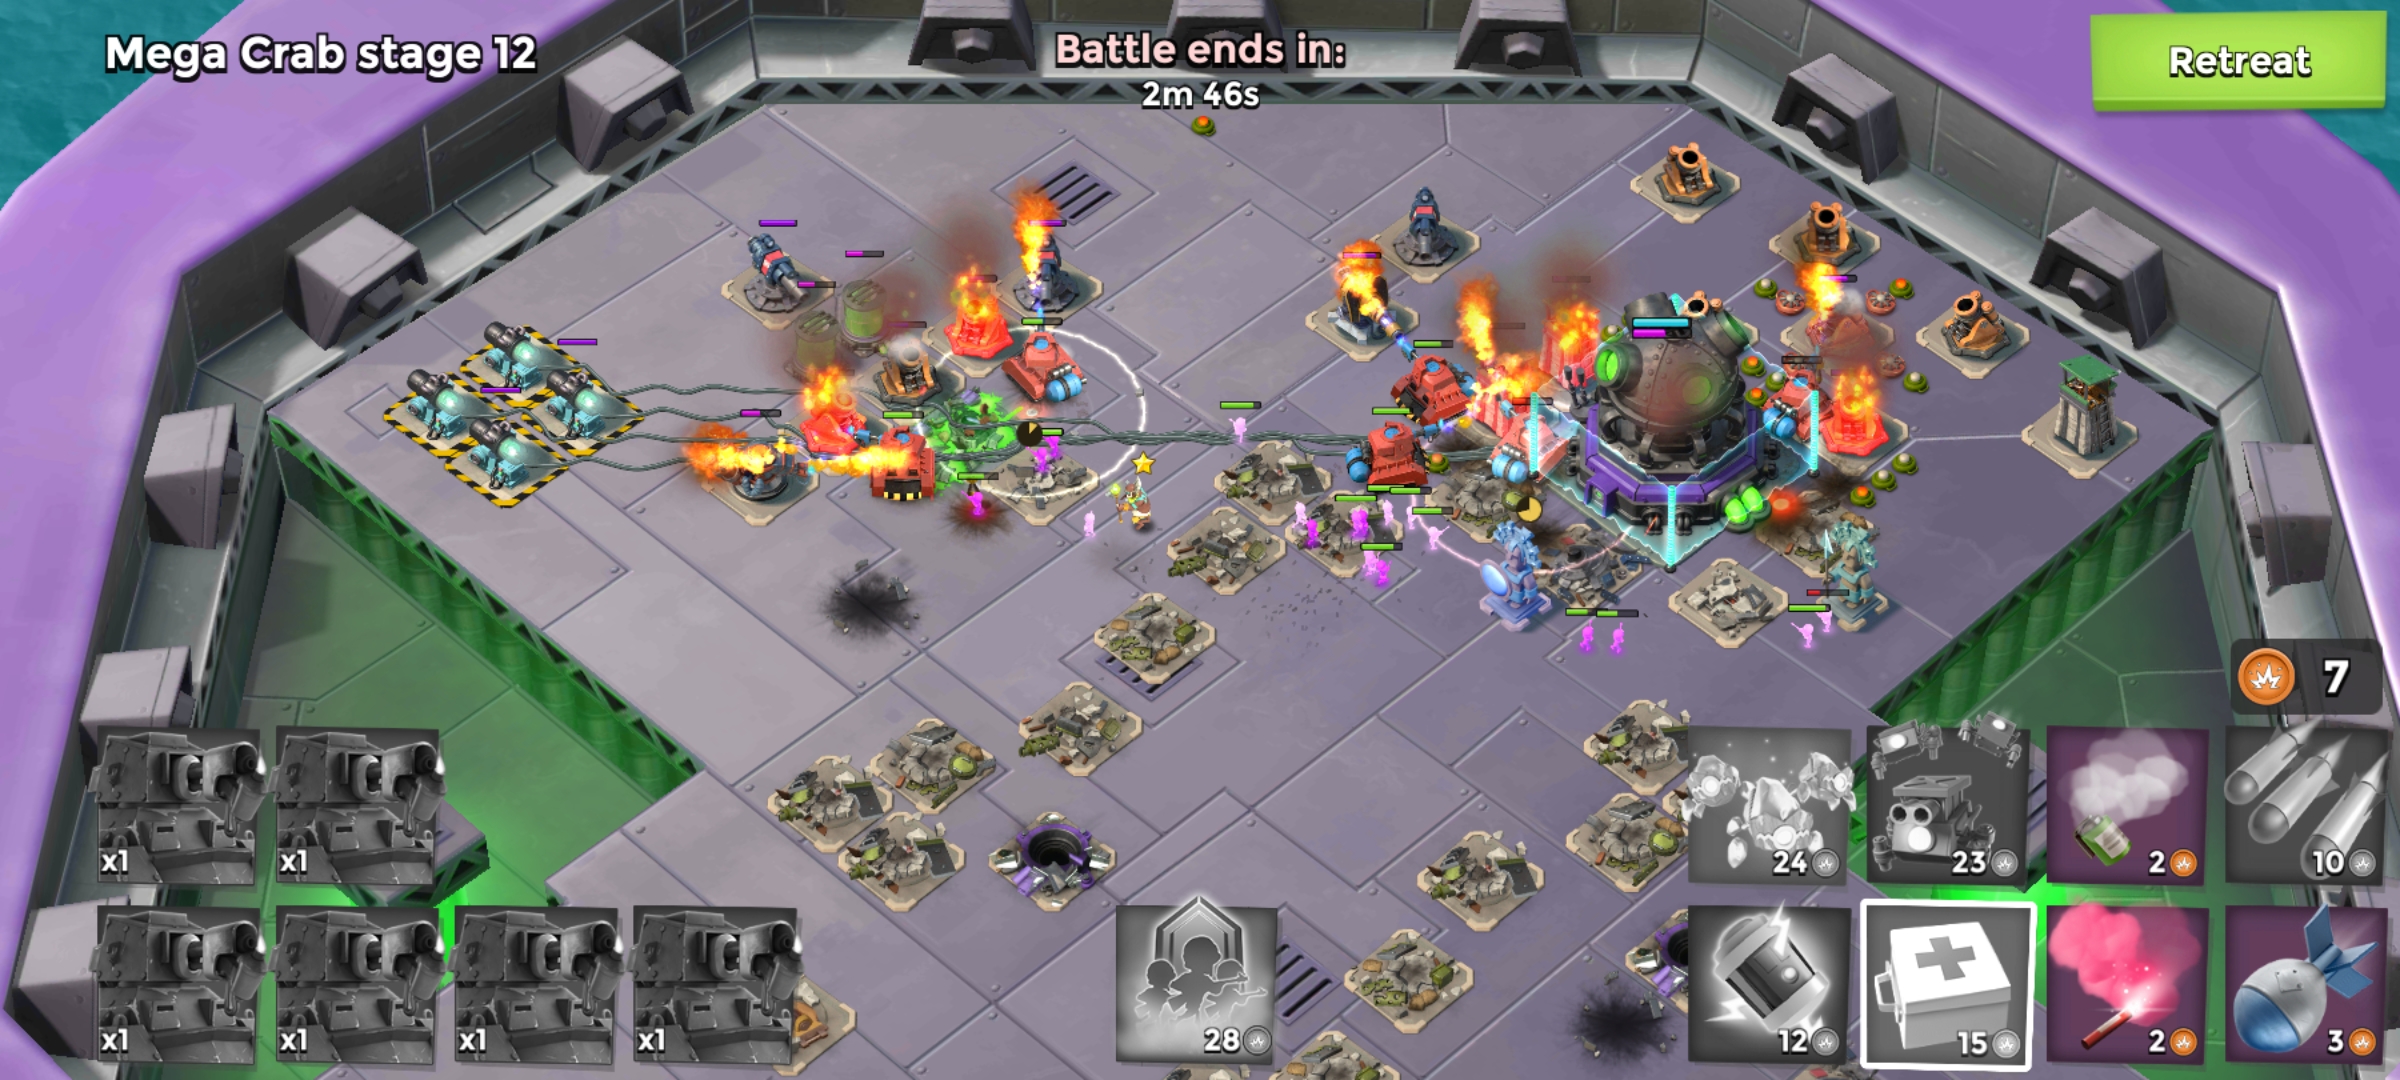 Mega Crab stage 12
Battle ends in:
2m 46s
Retreat
7
x1
x1
24
23
2
10
x1
x1
x1
x1
28
12
15
2
3